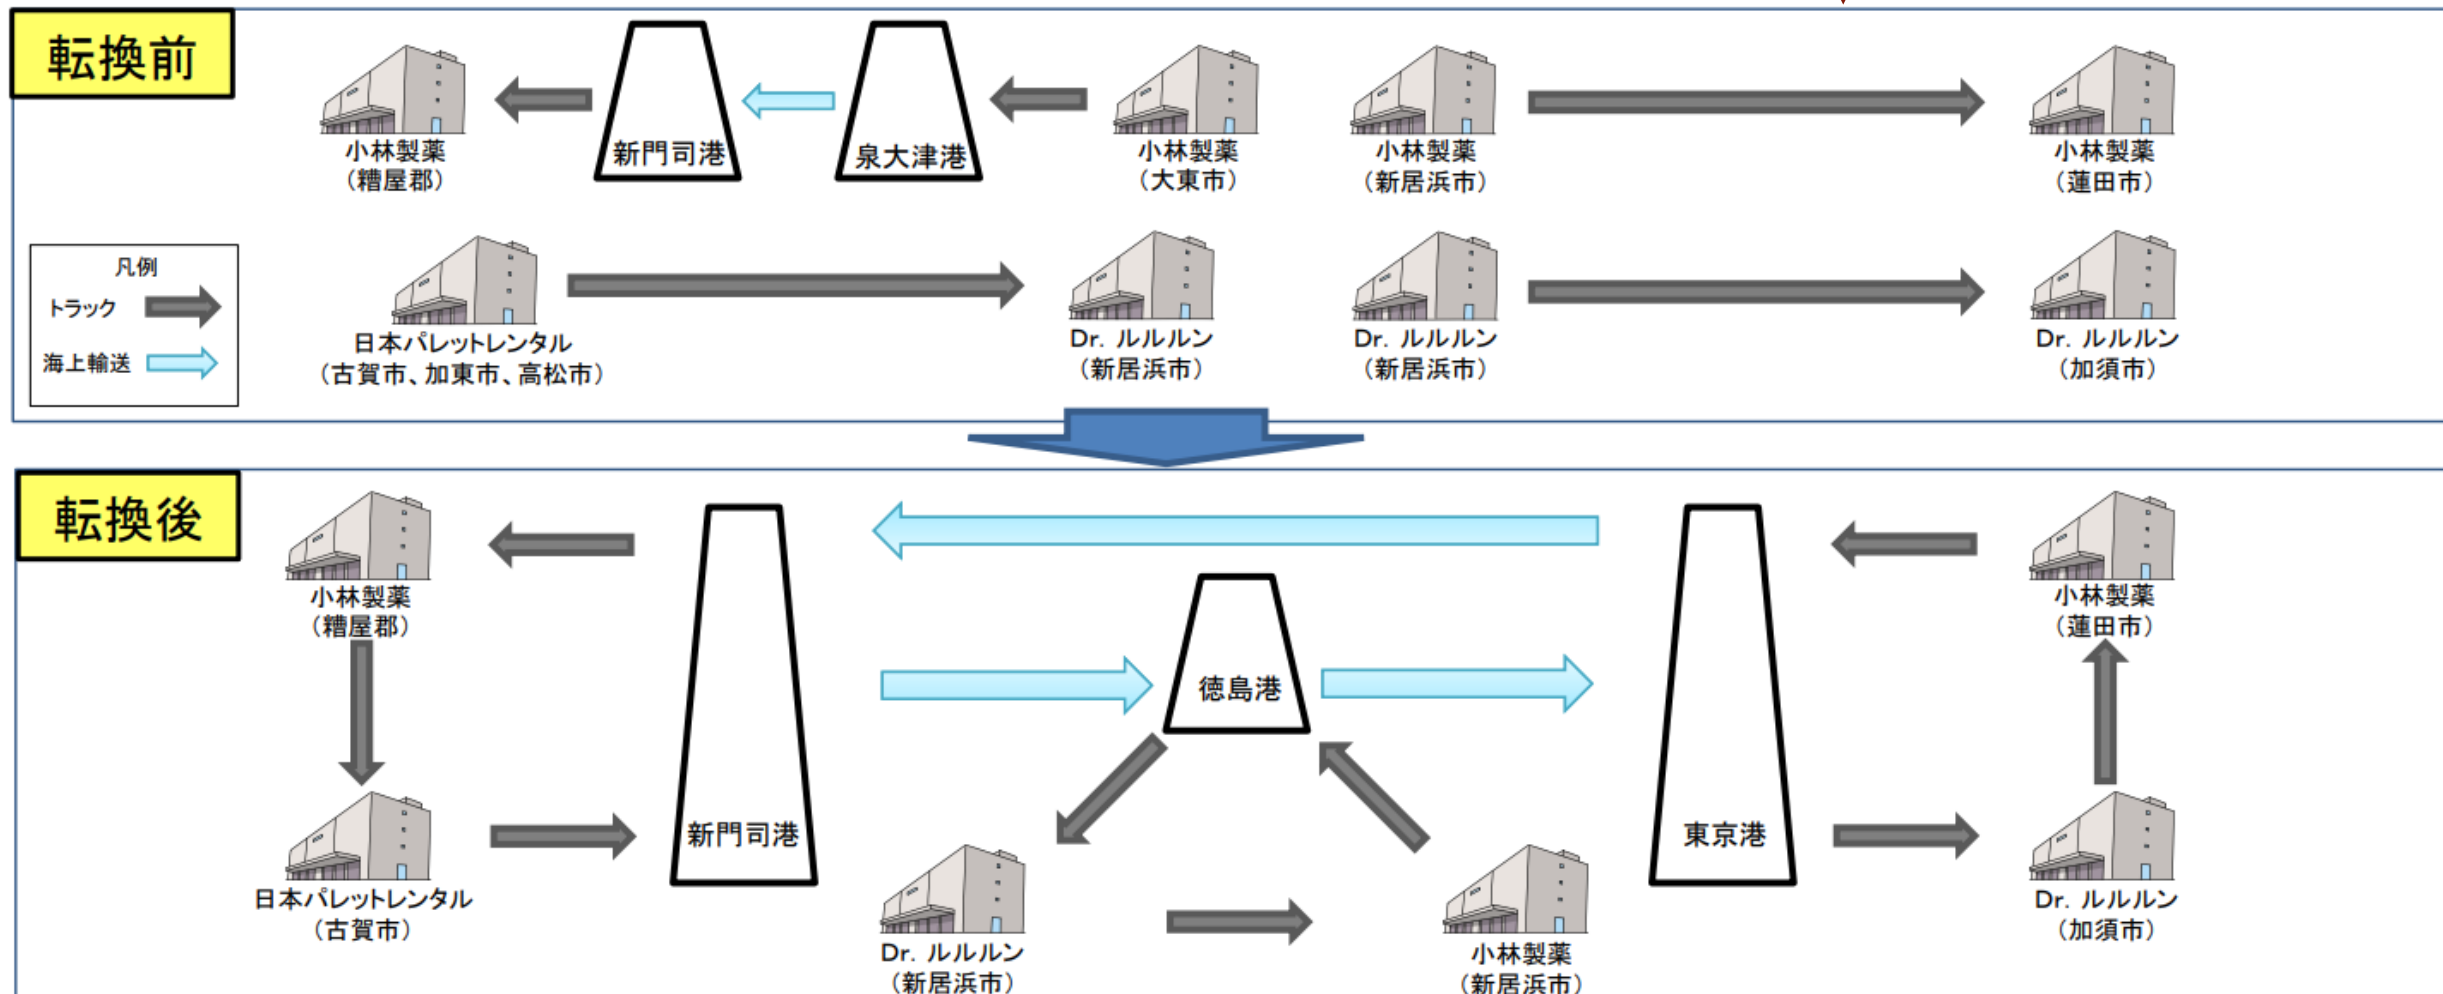 転換前
新門司港
泉大津港
小林製薬
(糟屋郡)
小林製薬
(大東市)
小林製薬
(新居浜市)
小林製薬
(蓮田市)
凡例
トラック
海上輸送
日本パレットレンタル
(古賀市、加東市、高松市)
Dr. ルルルン
(新居浜市)
Dr. ルルルン
(新居浜市)
Dr. ルルルン
(加須市)
転換後
小林製薬
(糟屋郡)
小林製薬
(蓮田市)
徳島港
新門司港
東京港
日本パレットレンタル
(古賀市)
Dr. ルルルン
(新居浜市)
小林製薬
(新居浜市)
Dr. ルルルン
(加須市)